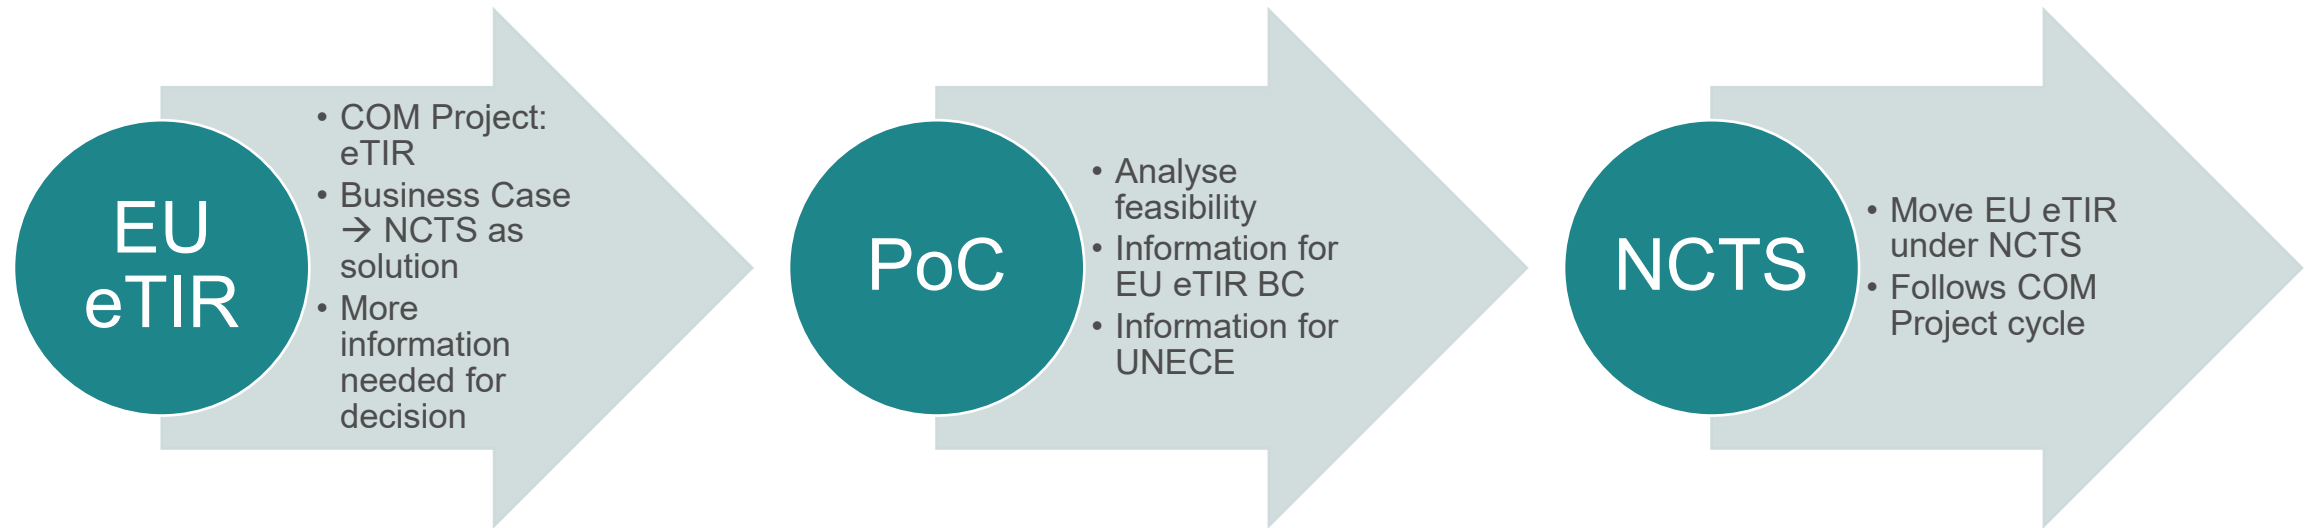 EU
eTIR
• COM Project:
eTIR
• Business Case
→ NCTS as
solution
• More
information
needed for
decision
PoC
• Analyse
feasibility
• Information for
EU eTIR BC
• Information for
UNECE
NCTS
• Move EU eTIR
under NCTS
• Follows COM
Project cycle